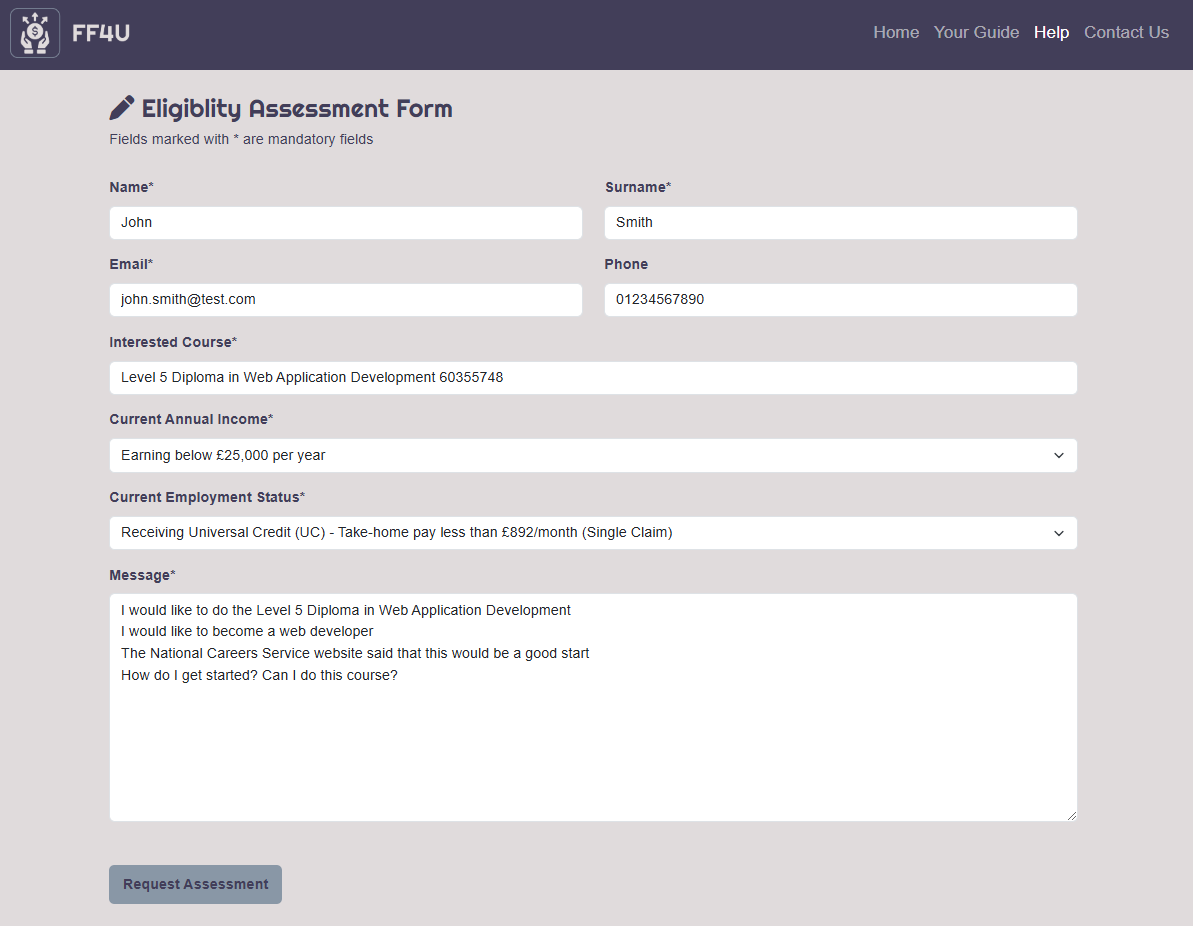 FF4U
Home Your Guide Help Contact Us
Eligiblity Assessment Form
Fields marked with * are mandatory fields
Name* Surname*
John Smith
Email* Phone
john.smith@test.com 01234567890
Interested Course*
Level 5 Diploma in Web Application Development 60355748
Current Annual Income*
Earning below £25,000 per year
Current Employment Status*
Receiving Universal Credit (UC) - Take-home pay less than £892/month (Single Claim)
Message*
I would like to do the Level 5 Diploma in Web Application Development
I would like to become a web developer
The National Careers Service website said that this would be a good start
How do I get started? Can I do this course?
Request Assessment